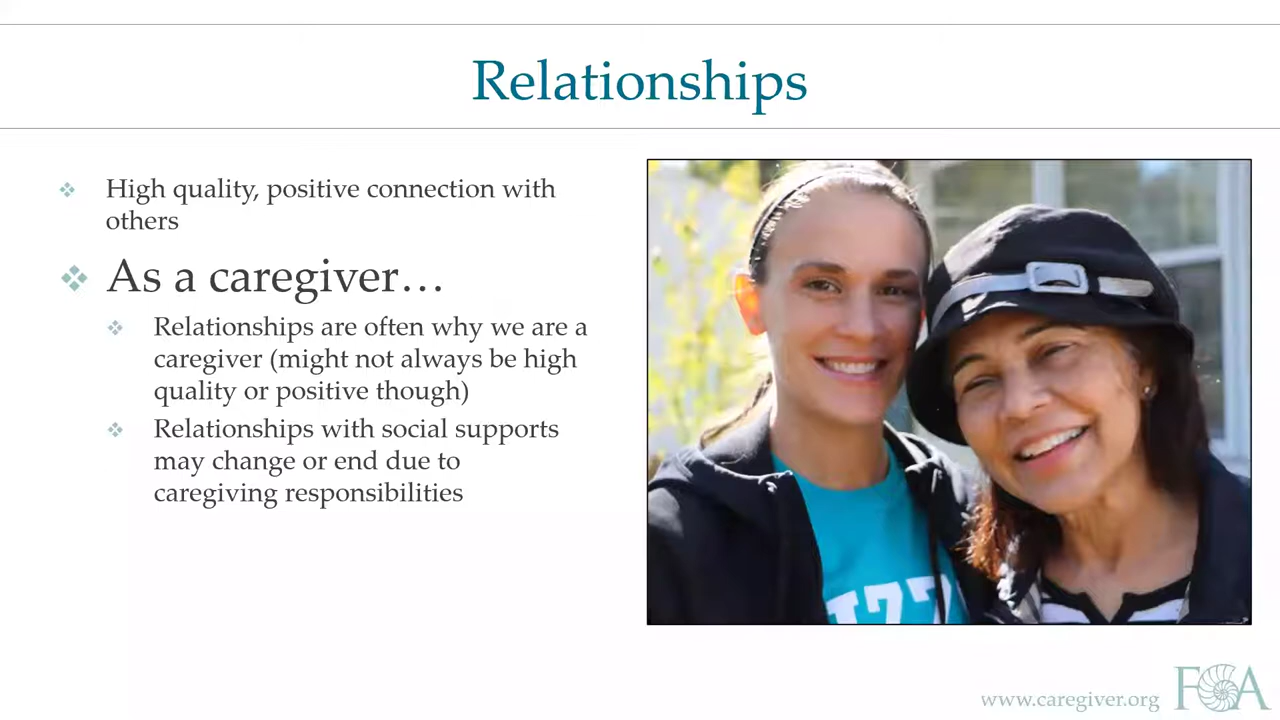 Relationships
High quality, positive connection with
others
As a caregiver…
Relationships are often why we are a
caregiver (might not always be high
quality or positive though)
Relationships with social supports
may change or end due to
caregiving responsibilities
www.caregiver.org
FCA